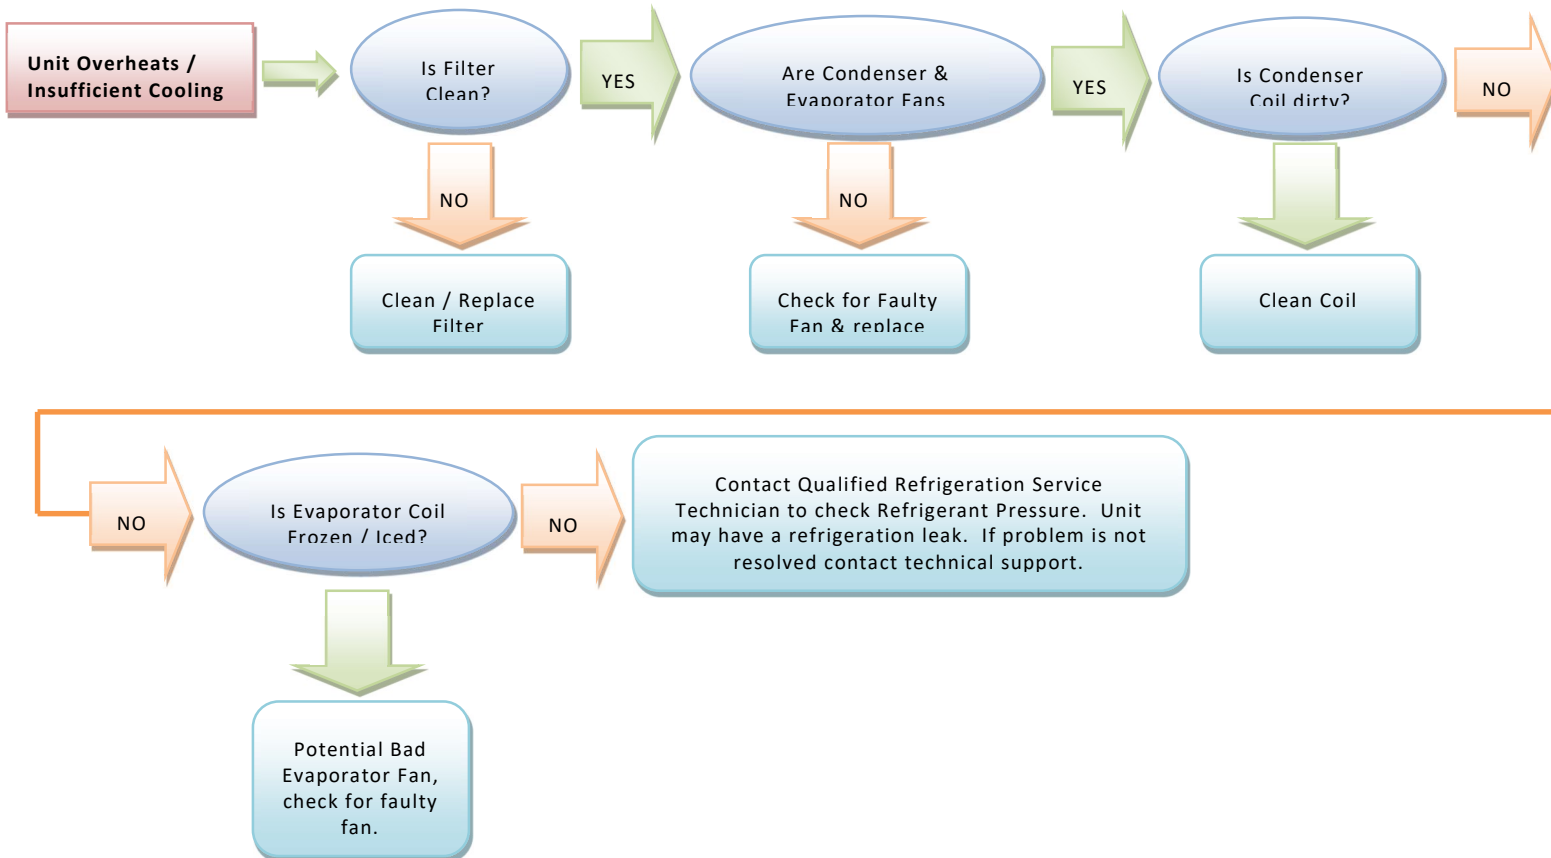 Unit Overheats /
Insufficient Cooling
Is Filter
Clean?
YES
Are Condenser &
Evaporator Fans
YES
Is Condenser
Coil dirty?
NO
NO
NO
Clean / Replace
Filter
Check for Faulty
Fan & replace
Clean Coil
NO
Is Evaporator Coil
Frozen / Iced?
NO
Contact Qualified Refrigeration Service
Technician to check Refrigerant Pressure.  Unit
may have a refrigeration leak.  If problem is not
resolved contact technical support.
Potential Bad
Evaporator Fan,
check for faulty
fan.